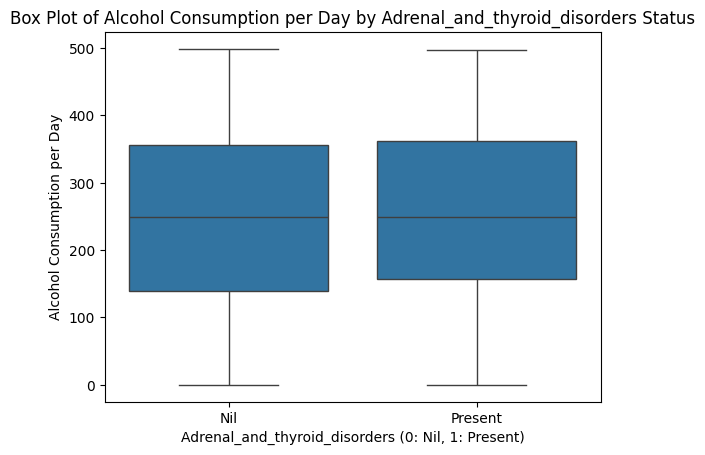 Box Plot of Alcohol Consumption per Day by Adrenal_and_thyroid_disorders Status
Alcohol Consumption per Day
500
400
300
200
100
0
Nil
Present
Adrenal_and_thyroid_disorders (0: Nil, 1: Present)